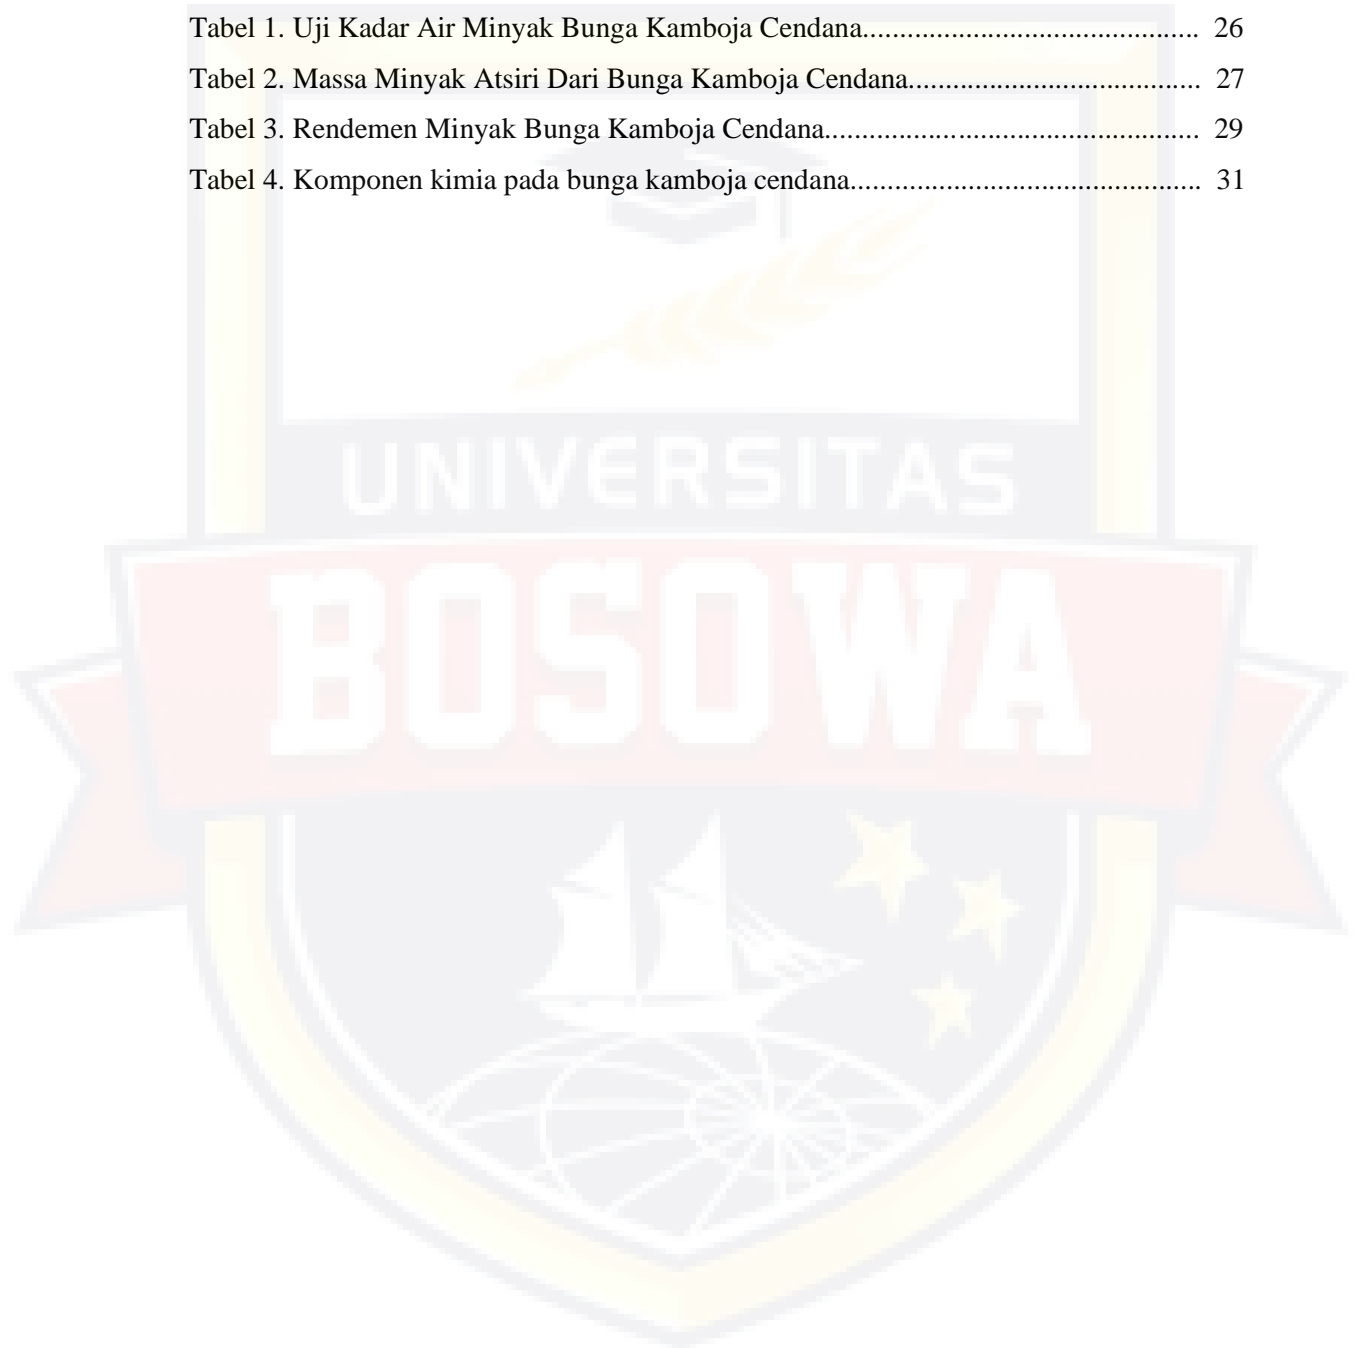 Tabel 1. Uji Kadar Air Minyak Bunga Kamboja Cendana............................................. 26
Tabel 2. Massa Minyak Atsiri Dari Bunga Kamboja Cendana....................................... 27
Tabel 3. Rendemen Minyak Bunga Kamboja Cendana.................................................. 29
Tabel 4. Komponen kimia pada bunga kamboja cendana............................................... 31
UNIVERSITAS
BOSOWA